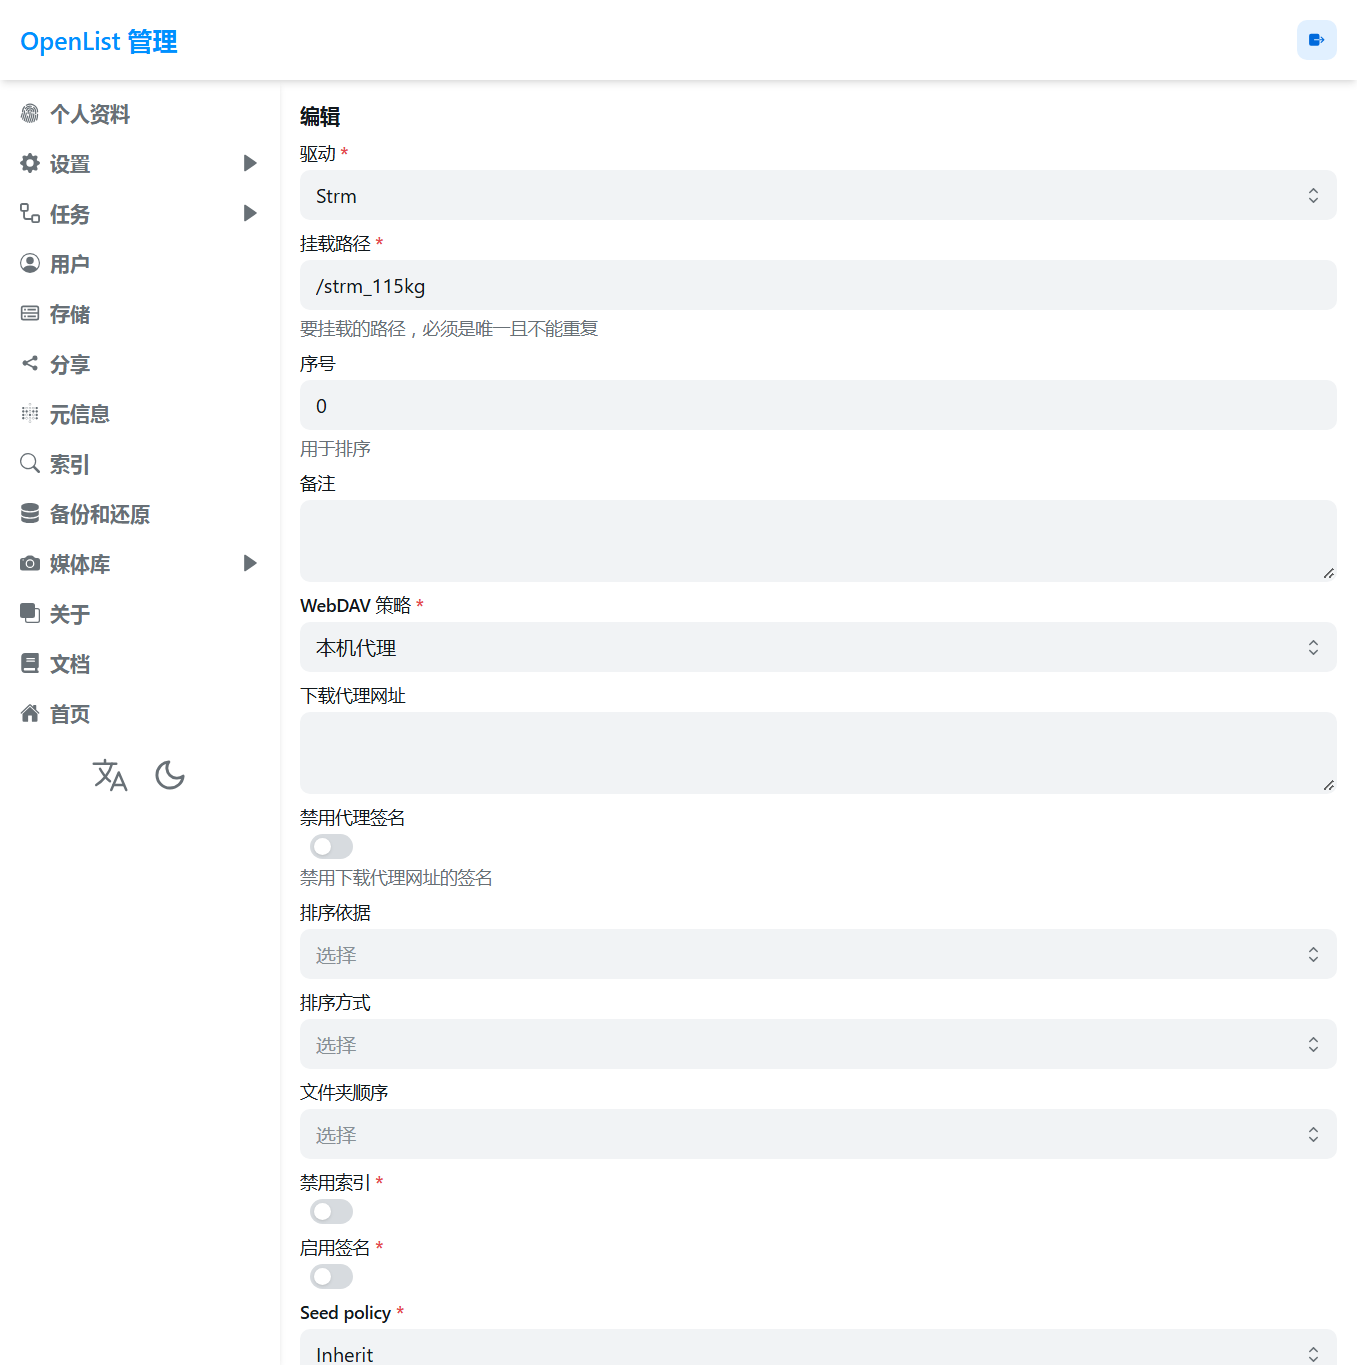 OpenList 管理
个人资料
设置
任务
用户
存储
分享
元信息
索引
备份和还原
媒体库
关于
文档
首页
编辑
驱动 *
Strm
挂载路径 *
/strm_115kg
要挂载的路径，必须是唯一且不能重复
序号
0
用于排序
备注
WebDAV 策略 *
本机代理
下载代理网址
禁用代理签名
禁用下载代理网址的签名
排序依据
选择
排序方式
选择
文件夹顺序
选择
禁用索引 *
启用签名 *
Seed policy *
Inherit